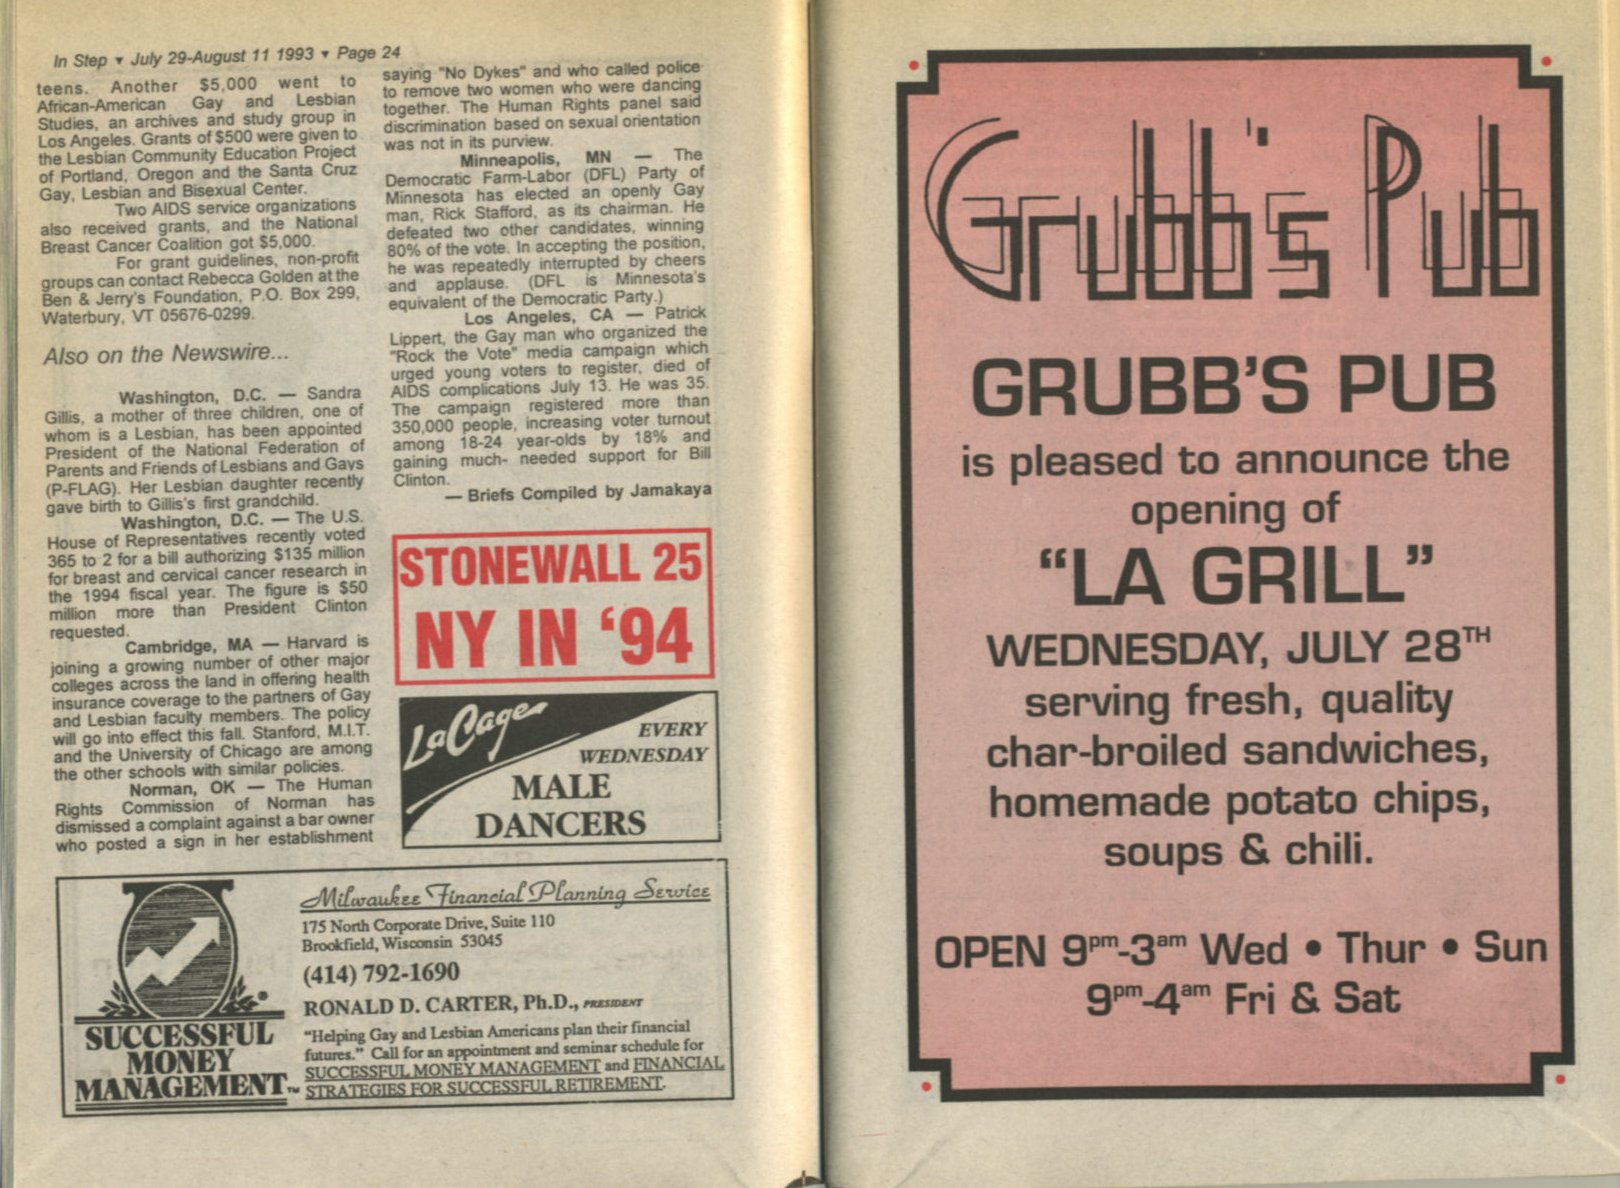 In Step ▾ July 29-August 11 1993 ▾ Page 24
teens. Another $5,000 went to
African-American Gay and Lesbian
Studies, an archives and study group in
Los Angeles. Grants of $500 were given to
the Lesbian Community Education Project
of Portland, Oregon and the Santa Cruz
Gay, Lesbian and Bisexual Center.
Two AIDS service organizations
also received grants, and the National
Breast Cancer Coalition got $5,000.
For grant guidelines, non-profit
groups can contact Rebecca Golden at the
Ben & Jerry's Foundation, P.O. Box 299,
Waterbury, VT 05676-0299.
Also on the Newswire...
Washington, D.C. — Sandra
Gillis, a mother of three children, one of
whom is a Lesbian, has been appointed
President of the National Federation of
Parents and Friends of Lesbians and Gays
(P-FLAG). Her Lesbian daughter recently
gave birth to Gillis's first grandchild.
Washington, D.C. — The U.S.
House of Representatives recently voted
365 to 2 for a bill authorizing $135 million
for breast and cervical cancer research in
the 1994 fiscal year. The figure is $50
million more than President Clinton
requested.
Cambridge, MA — Harvard is
joining a growing number of other major
colleges across the land in offering health
insurance coverage to the partners of Gay
and Lesbian faculty members. The policy
will go into effect this fall. Stanford, M.I.T.
and the University of Chicago are among
the other schools with similar policies.
Norman, OK — The Human
Rights Commission of Norman has
dismissed a complaint against a bar owner
who posted a sign in her establishment
saying "No Dykes" and who called police
to remove two women who were dancing
together. The Human Rights panel said
discrimination based on sexual orientation
was not in its purview.
Minneapolis, MN — The
Democratic Farm-Labor (DFL) Party of
Minnesota has elected an openly Gay
man, Rick Stafford, as its chairman. He
defeated two other candidates, winning
80% of the vote. In accepting the position,
he was repeatedly interrupted by cheers
and applause. (DFL is Minnesota's
equivalent of the Democratic Party.)
Los Angeles, CA — Patrick
Lippert, the Gay man who organized the
"Rock the Vote" media campaign which
urged young voters to register, died of
AIDS complications July 13. He was 35.
The campaign registered more than
350,000 people, increasing voter turnout
among 18-24 year-olds by 18% and
gaining much- needed support for Bill
Clinton.
— Briefs Compiled by Jamakaya
STONEWALL 25
NY IN ‘94
LaCage
EVERY
WEDNESDAY
MALE
DANCERS
SUCCESSFUL
MONEY
MANAGEMENT™
Milwaukee Financial Planning Service
175 North Corporate Drive, Suite 110
Brookfield, Wisconsin 53045
(414) 792-1690
RONALD D. CARTER, Ph.D., PRESIDENT
"Helping Gay and Lesbian Americans plan their financial
futures." Call for an appointment and seminar schedule for
SUCCESSFUL MONEY MANAGEMENT and FINANCIAL
STRATEGIES FOR SUCCESSFUL RETIREMENT.
Grubb's Pub
GRUBB'S PUB
is pleased to announce the
opening of
“LA GRILL”
WEDNESDAY, JULY 28TH
serving fresh, quality
char-broiled sandwiches,
homemade potato chips,
soups & chili.
OPEN 9pm-3am Wed • Thur • Sun
9pm-4am Fri & Sat